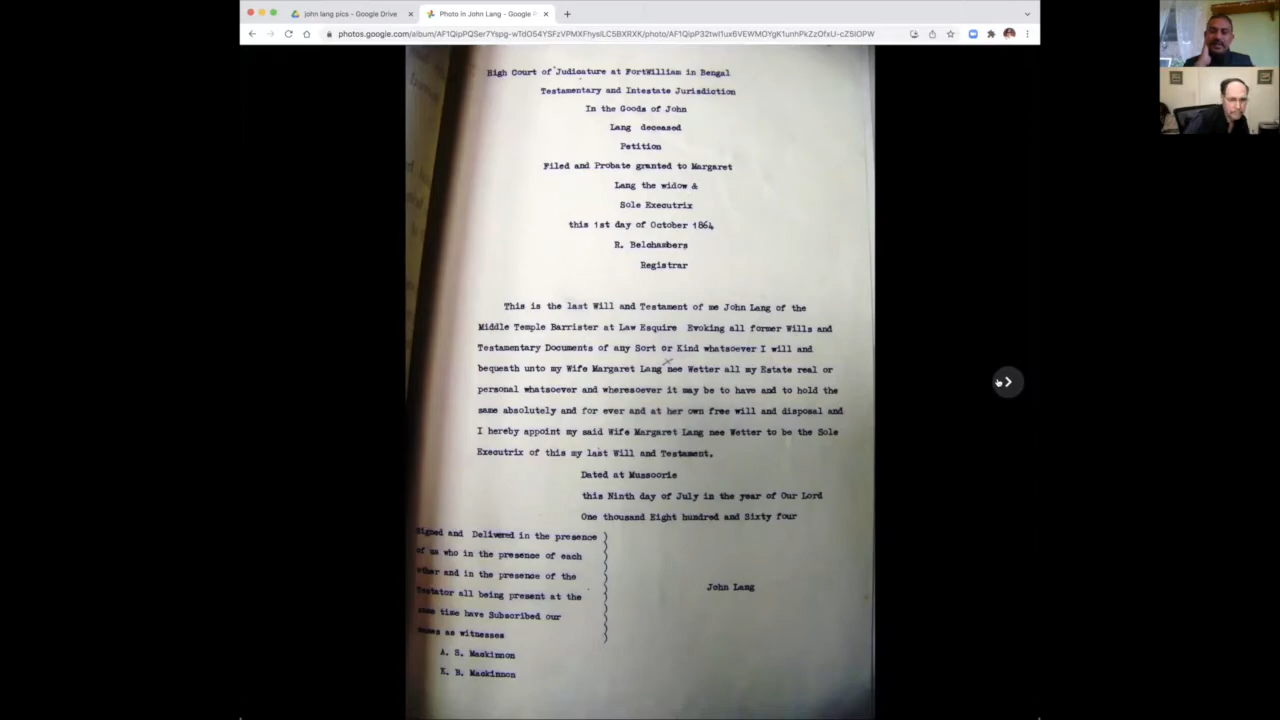 john lang pics - Google Drive
Photo in John Lang - Google
photos.google.com/album/
High Court of Judicature at FortWilliam in Bengal
Testamentary and Intestate Jurisdiction
In the Goods of John
Lang deceased
Petition
Filed and Probate granted to Margaret
Lang the widow &
Sole Executrix
this 1st day of October 1864
R. Belchambers
Registrar
This is the last Will and Testament of me John Lang of the
Middle Temple Barrister at Law Esquire Evoking all former Wills and
Testamentary Documents of any Sort or Kind whatsoever I will and
bequeath unto my Wife Margaret Lang nee Wetter all my Estate real or
personal whatsoever and wheresoever it may be to have and to hold the
same absolutely and for ever and at her own free will and disposal and
I hereby appoint my said Wife Margaret Lang nee Wetter to be the Sole
Executrix of this my last Will and Testament.
Dated at Mussoorie
this Ninth day of July in the year of Our Lord
One thousand Eight hundred and Sixty four
Signed and Delivered in the presence
of us who in the presence of each
other and in the presence of the
Testator all being present at the
same time have Subscribed our
names as witnesses
John Lang
A. S. Mackinnon
K. B. Mackinnon